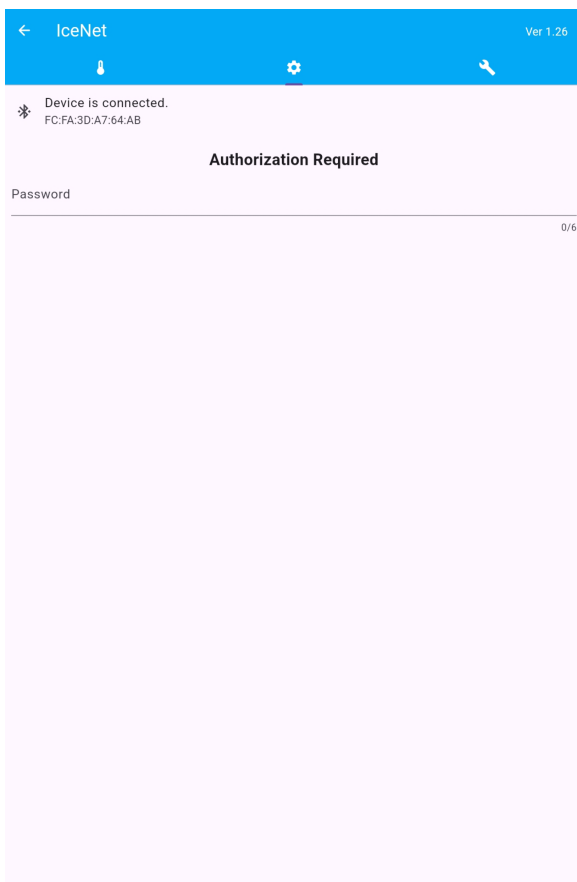 IceNet
Ver 1.26
Device is connected.
FC:FA:3D:A7:64:AB
Authorization Required
Password
0/6